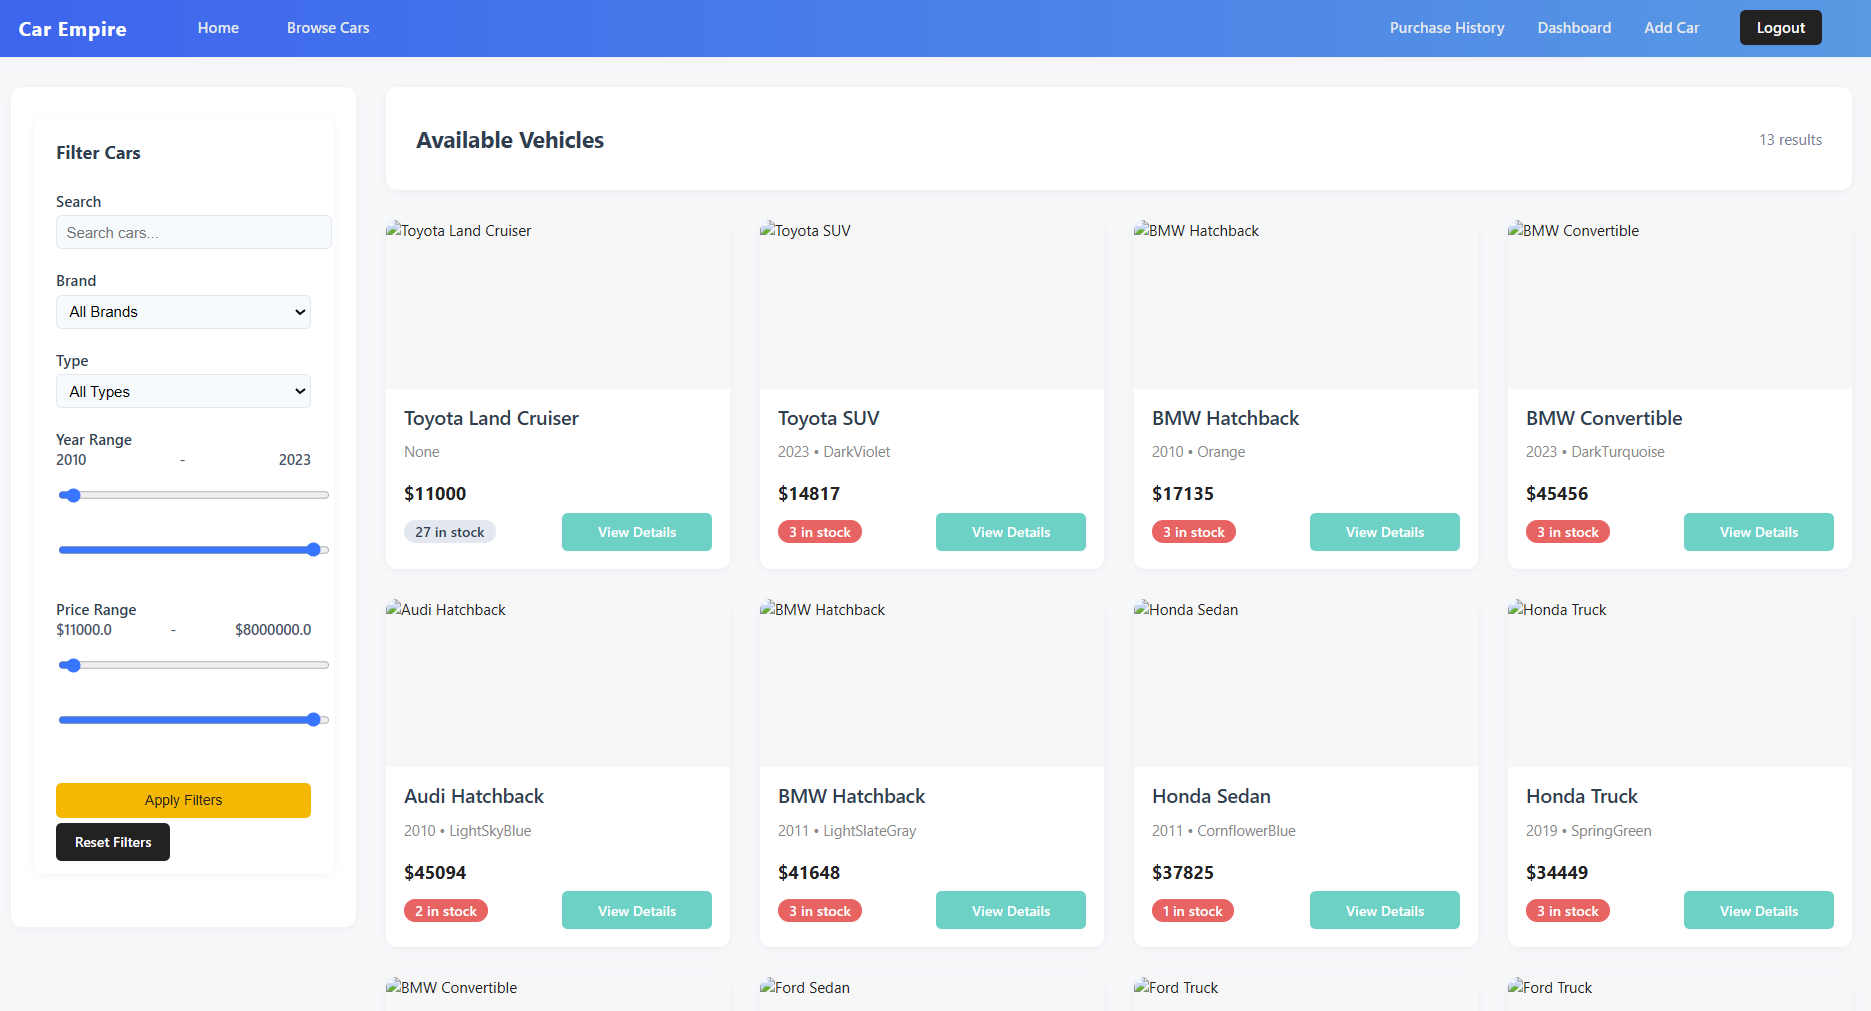 Car Empire
Home
Browse Cars
Purchase History
Dashboard
Add Car
Logout
Filter Cars
Search
Search cars...
Brand
All Brands
Type
All Types
Year Range
2010 - 2023
Price Range
$11000.0 - $8000000.0
Apply Filters
Reset Filters
Available Vehicles
13 results
Toyota Land Cruiser
Toyota Land Cruiser
None
$11000
27 in stock
View Details
Toyota SUV
Toyota SUV
2023 • DarkViolet
$14817
3 in stock
View Details
BMW Hatchback
BMW Hatchback
2010 • Orange
$17135
3 in stock
View Details
BMW Convertible
BMW Convertible
2023 • DarkTurquoise
$45456
3 in stock
View Details
Audi Hatchback
Audi Hatchback
2010 • LightSkyBlue
$45094
2 in stock
View Details
BMW Hatchback
BMW Hatchback
2011 • LightSlateGray
$41648
3 in stock
View Details
Honda Sedan
Honda Sedan
2011 • CornflowerBlue
$37825
1 in stock
View Details
Honda Truck
Honda Truck
2019 • SpringGreen
$34449
3 in stock
View Details
BMW Convertible
Ford Sedan
Ford Truck
Ford Truck